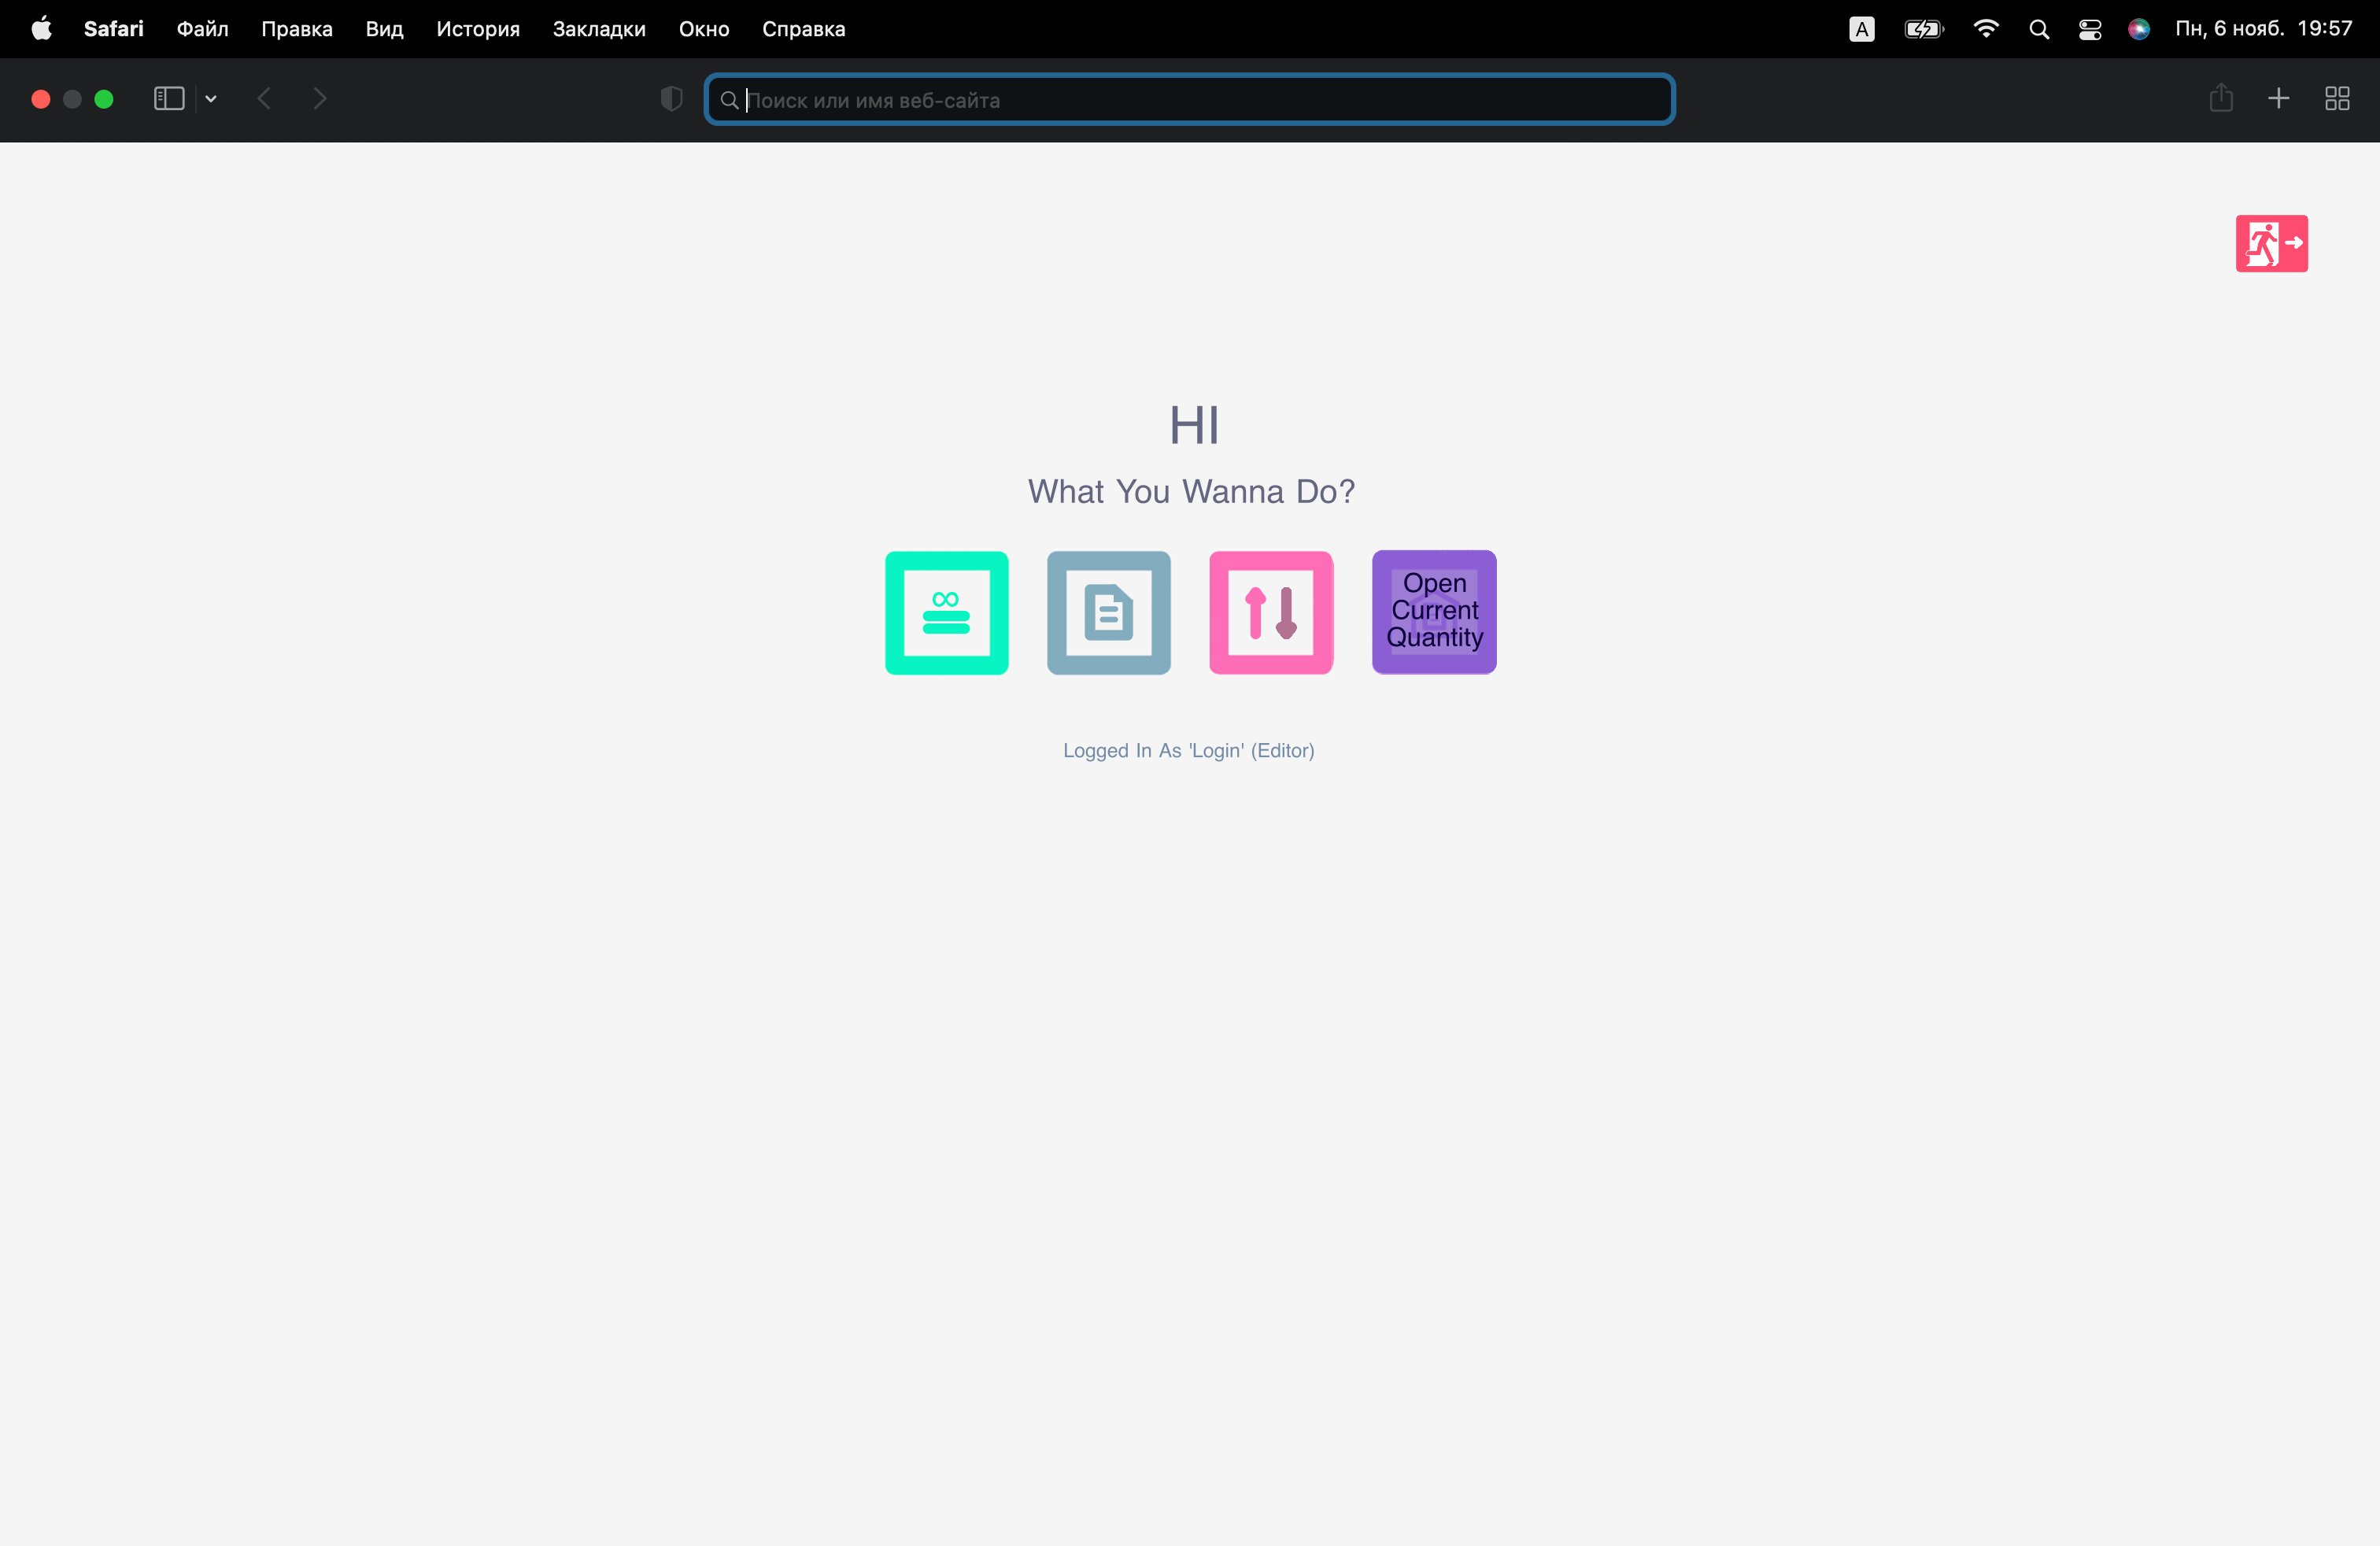 Safari Файл Правка Вид История Закладки Окно Справка A Пн, 6 нояб. 19:57
Поиск или имя веб-сайта
HI
What You Wanna Do?
Open
Current
Quantity
Logged In As 'Login' (Editor)